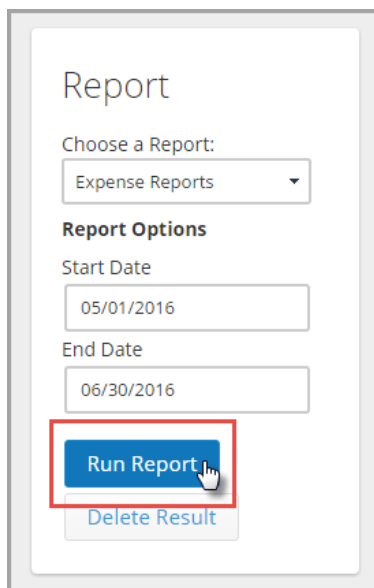 Report
Choose a Report:
Expense Reports
Report Options
Start Date
05/01/2016
End Date
06/30/2016
Run Report
Delete Result